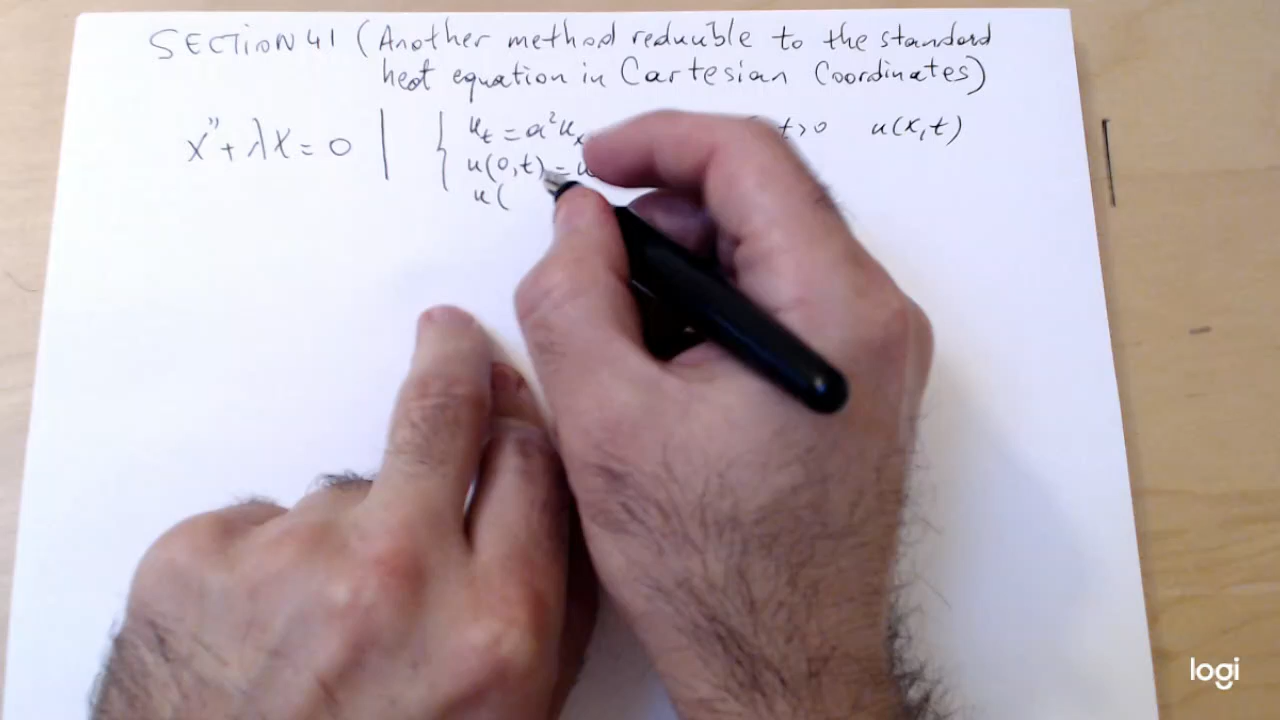 SECTION 41 (Another method reducible to the standard
heat equation in Cartesian Coordinates)
X" + λX = 0 | { u_t = a²u_x t>0 u(x,t)
u(0,t) = u
u(
logi